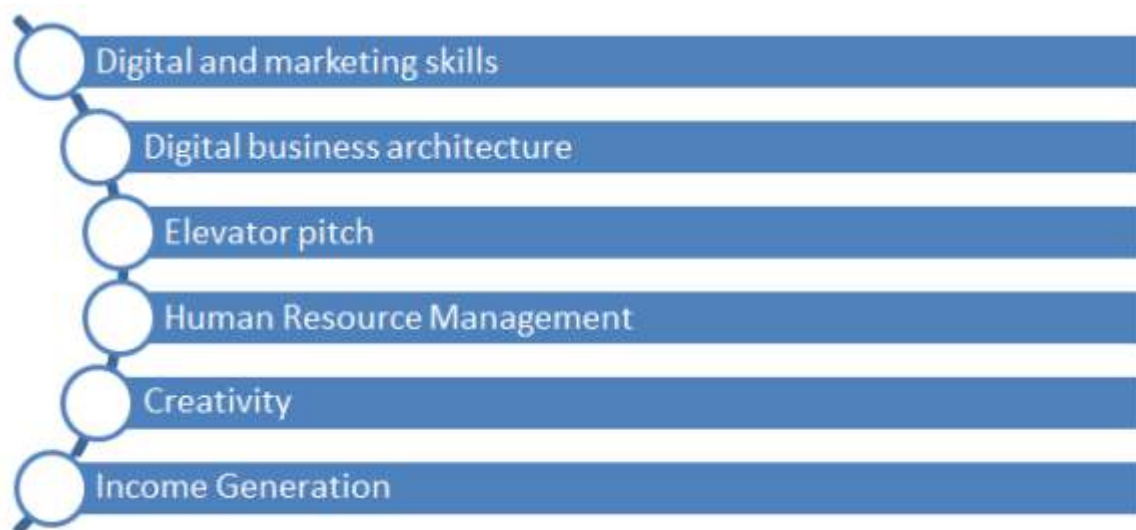 Digital and marketing skills
Digital business architecture
Elevator pitch
Human Resource Management
Creativity
Income Generation